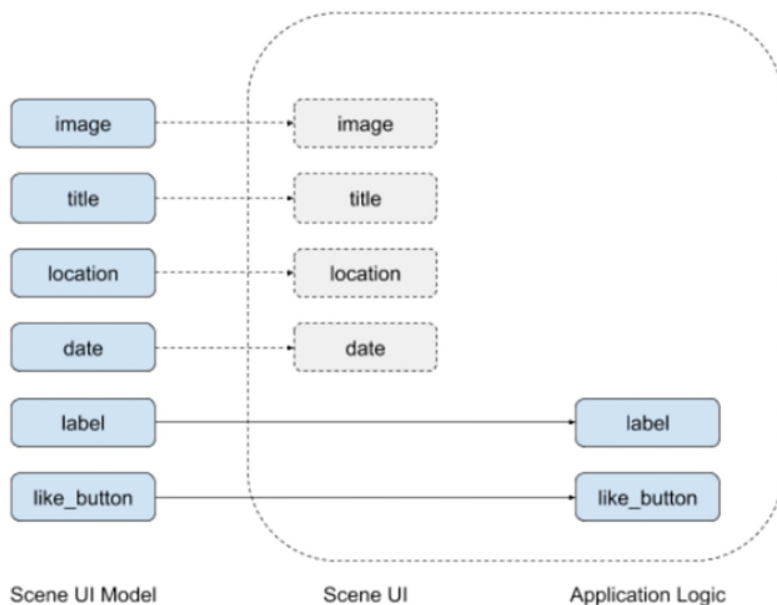 image image
title title
location location
date date
label label
like_button like_button
Scene UI Model Scene UI Application Logic